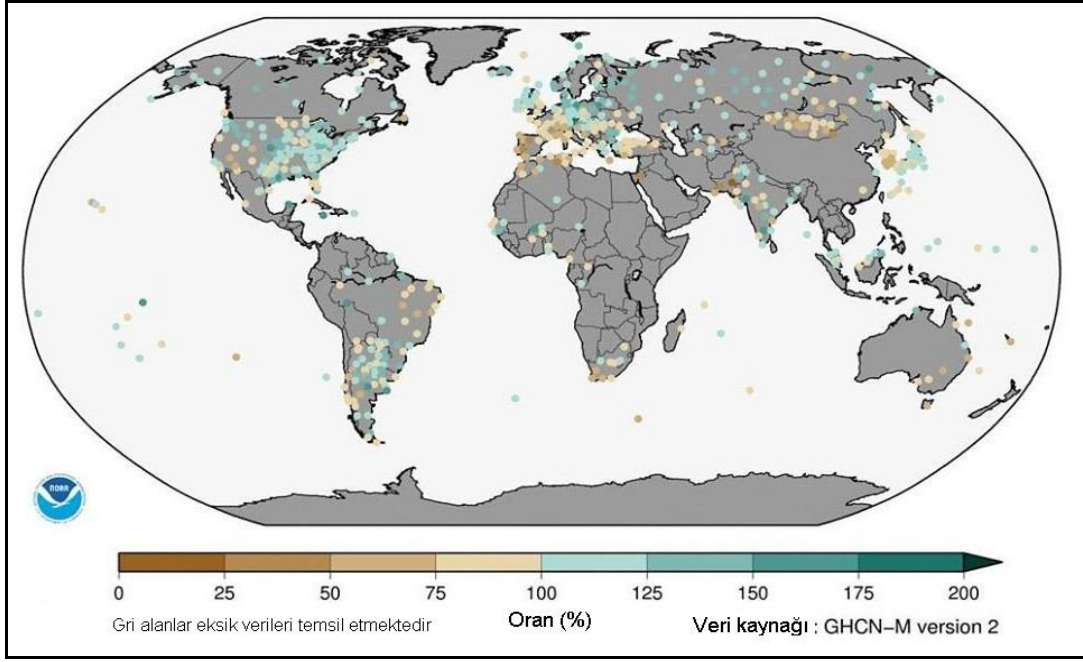 NOAA
0 25 50 75 100 125 150 175 200
Gri alanlar eksik verileri temsil etmektedir Oran (%) Veri kaynağı : GHCN-M version 2